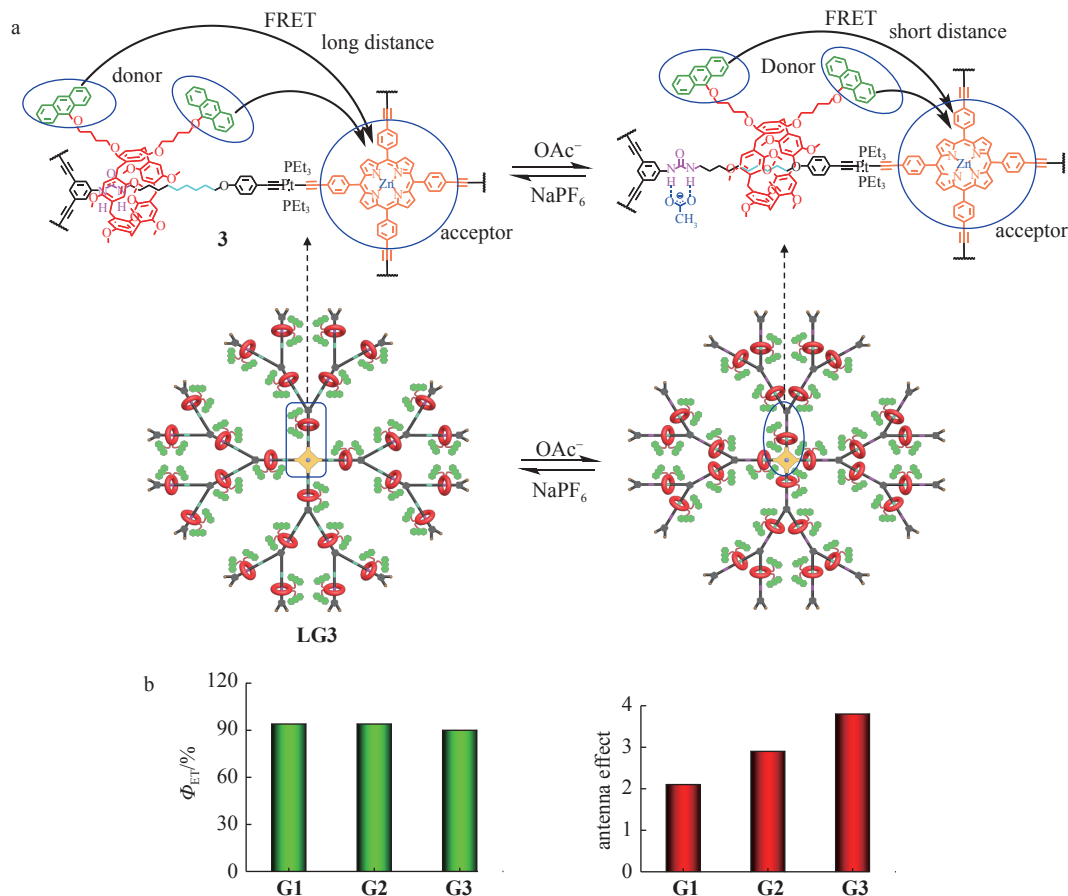 a
FRET
long distance
donor
O
O
O
O
PEt₃
Pt
PEt₃
Zn
N
N
N
N
acceptor
3
OAc⁻
NaPF₆
FRET
short distance
Donor
O
O
O
O
N
N
H
H
O
O
⊖
CH₃
PEt₃
Pt
PEt₃
Zn
N
N
N
N
acceptor
OAc⁻
NaPF₆
LG3
b
120
90
60
30
0
Φ_ET/%
G1
G2
G3
4
3
2
1
0
antenna effect
G1
G2
G3